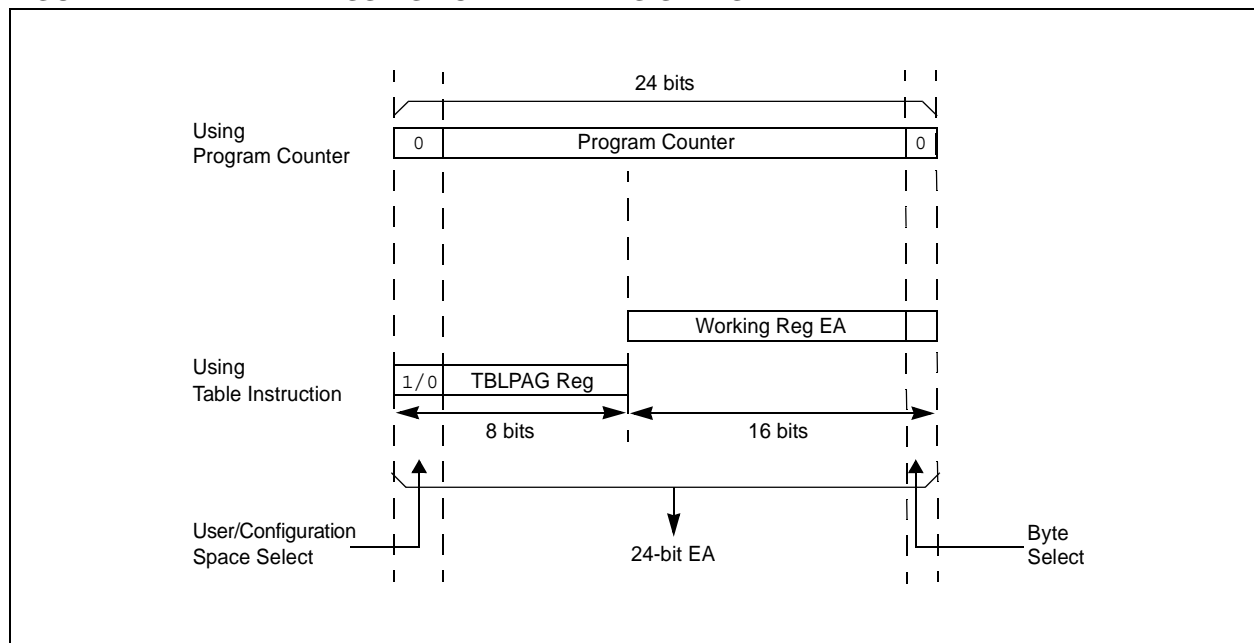 24 bits
Using
Program Counter
0
Program Counter
0
Working Reg EA
Using
Table Instruction
1/0
TBLPAG Reg
8 bits
16 bits
User/Configuration
Space Select
24-bit EA
Byte
Select